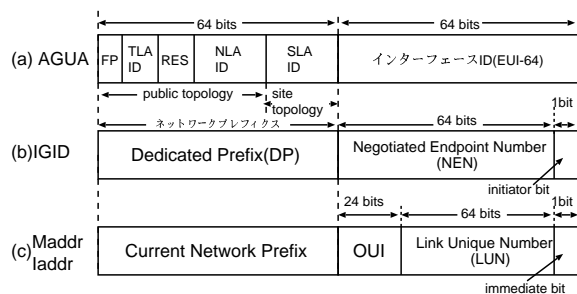 64 bits 64 bits
(a) AGUA FP TLA ID RES NLA ID SLA ID インターフェースID(EUI-64)
public topology site topology
ネットワークプレフィクス 64 bits 1bit
(b)IGID Dedicated Prefix(DP) Negotiated Endpoint Number (NEN)
initiator bit
24 bits 64 bits 1bit
(c) Maddr Iaddr Current Network Prefix OUI Link Unique Number (LUN)
immediate bit